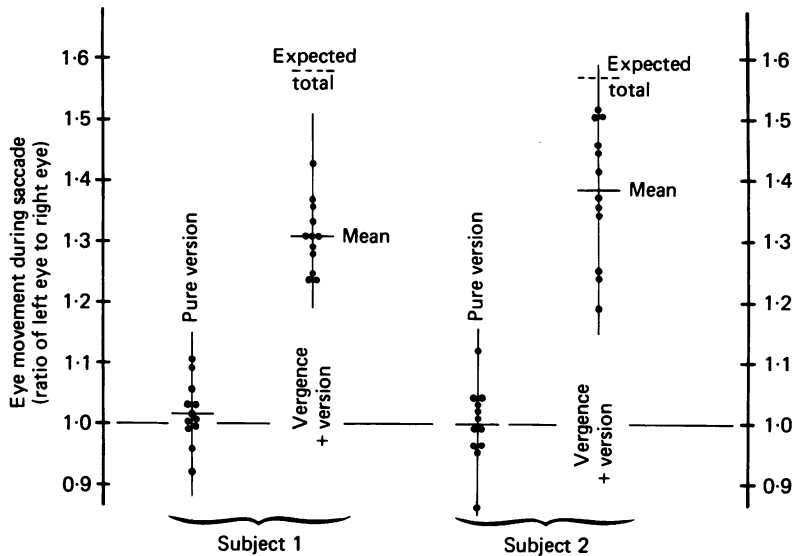 Eye movement during saccade
(ratio of left eye to right eye)
1·6
1·5
1·4
1·3
1·2
1·1
1·0
0·9
Pure version
Expected
total
Mean
Vergence
+ version
Subject 1
Pure version
Expected
total
Mean
Vergence
+ version
Subject 2
1·6
1·5
1·4
1·3
1·2
1·1
1·0
0·9